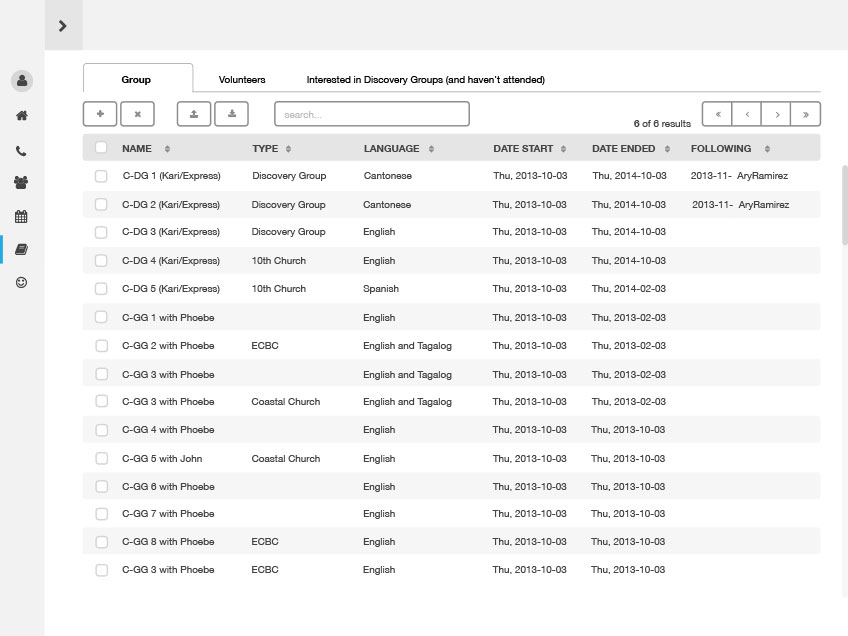 Group Volunteers Interested in Discovery Groups (and haven't attended)
search...
6 of 6 results
NAME TYPE LANGUAGE DATE START DATE ENDED FOLLOWING
C-DG 1 (Kari/Express) Discovery Group Cantonese Thu, 2013-10-03 Thu, 2014-10-03 2013-11- AryRamirez
C-DG 2 (Kari/Express) Discovery Group Cantonese Thu, 2013-10-03 Thu, 2014-10-03 2013-11- AryRamirez
C-DG 3 (Kari/Express) Discovery Group English Thu, 2013-10-03 Thu, 2014-10-03
C-DG 4 (Kari/Express) 10th Church English Thu, 2013-10-03 Thu, 2014-10-03
C-DG 5 (Kari/Express) 10th Church Spanish Thu, 2013-10-03 Thu, 2014-02-03
C-GG 1 with Phoebe English Thu, 2013-10-03 Thu, 2013-02-03
C-GG 2 with Phoebe ECBC English and Tagalog Thu, 2013-10-03 Thu, 2013-02-03
C-GG 3 with Phoebe English and Tagalog Thu, 2013-10-03 Thu, 2013-02-03
C-GG 3 with Phoebe Coastal Church English and Tagalog Thu, 2013-10-03 Thu, 2013-02-03
C-GG 4 with Phoebe English Thu, 2013-10-03 Thu, 2013-10-03
C-GG 5 with John Coastal Church English Thu, 2013-10-03 Thu, 2013-10-03
C-GG 6 with Phoebe English Thu, 2013-10-03 Thu, 2013-10-03
C-GG 7 with Phoebe English Thu, 2013-10-03 Thu, 2013-10-03
C-GG 8 with Phoebe ECBC English Thu, 2013-10-03 Thu, 2013-10-03
C-GG 3 with Phoebe ECBC English Thu, 2013-10-03 Thu, 2013-10-03